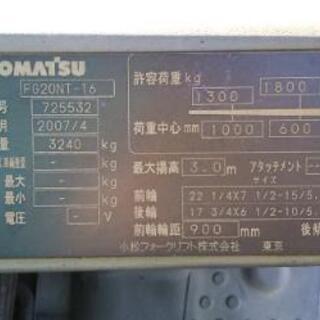 OMATSU
FG20NT-16
号 725532
月 2007/4
量 3240 kg
最大 -- kg
最小 -- kg
電圧 -- V
許容荷重 kg
1300 1800
荷重中心 mm 1000 600
最大揚高 3.0 m アタッチメント --
サイズ
前輪 22 1/4X7 1/2-15/5.
後輪 17 3/4X6 1/2-10/5.
前輪輪距 900 mm 後傾
小松フォークリフト株式会社 東京